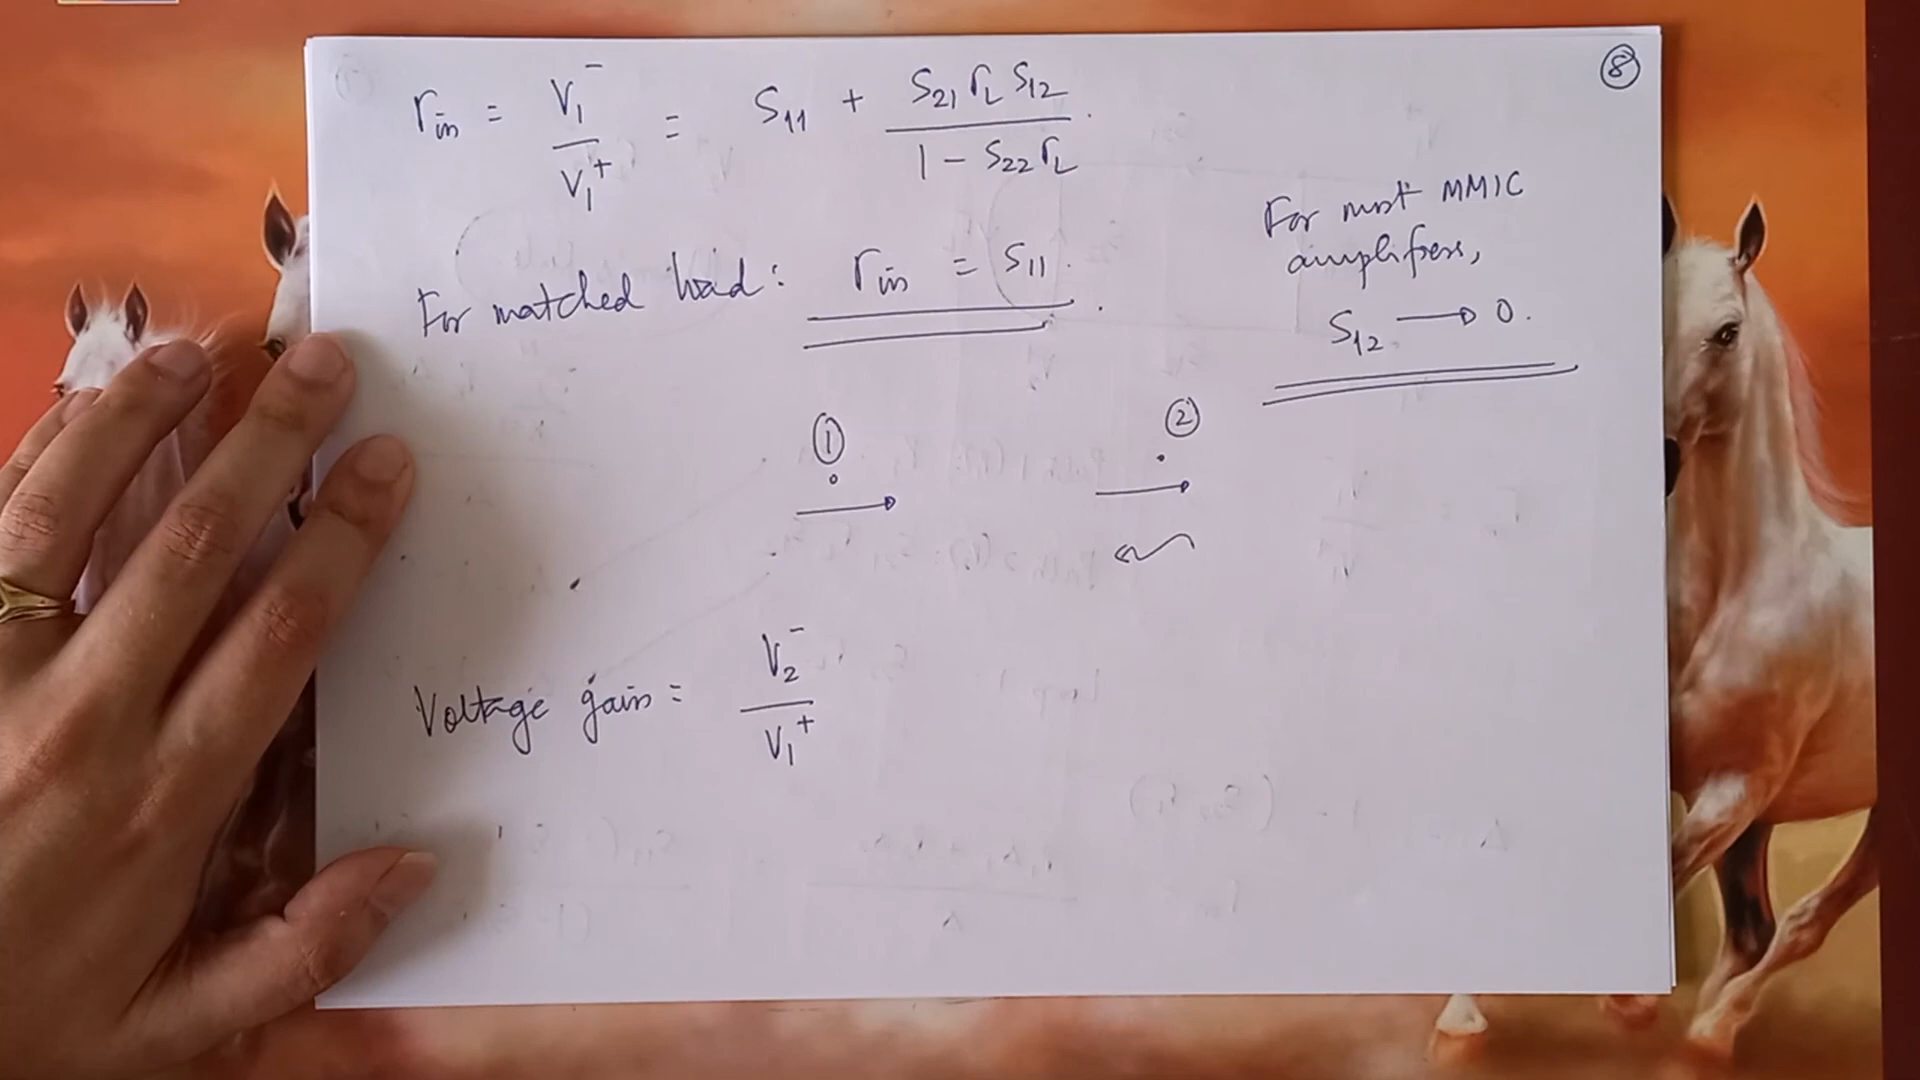 ⑧
Γin = V1⁻ / V1⁺ = S11 + S21 ΓL S12 / 1 - S22 ΓL .
For matched load : Γin = S11 .
For most MMIC
amplifiers,
S12 → 0 .
① ②
Voltage gain = V2⁻ / V1⁺